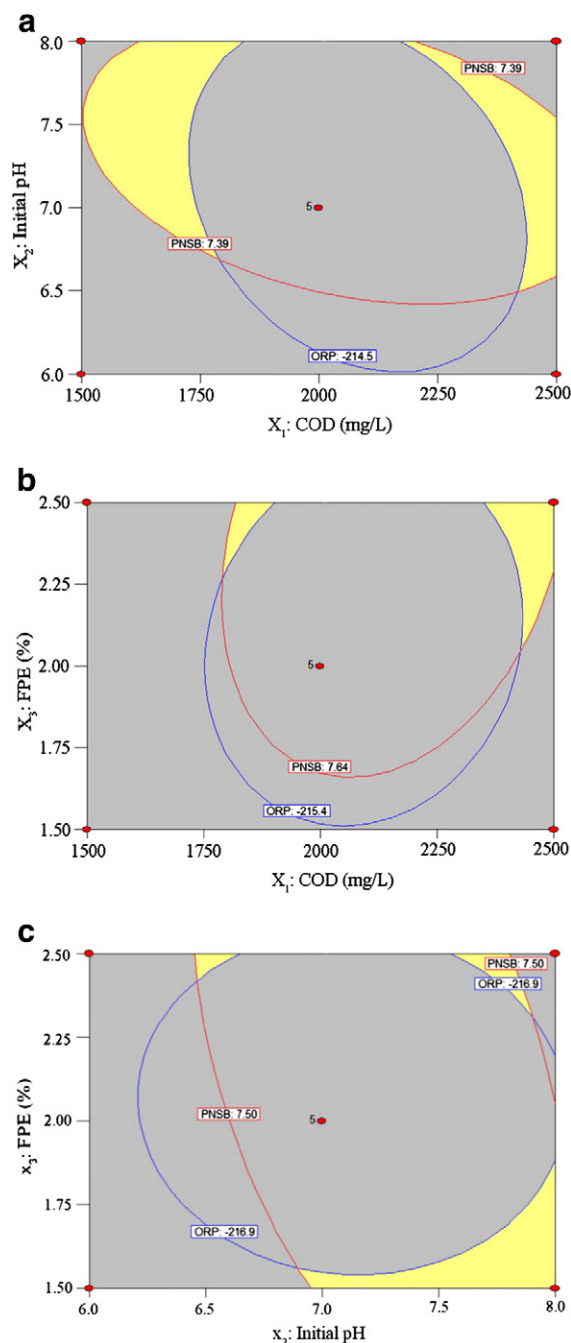 a
8.0
PNSB: 7.39
7.5
X2: Initial pH
7.0
5
PNSB: 7.39
6.5
ORP: -214.5
6.0
1500
1750
2000
2250
2500
X1: COD (mg/L)
b
2.50
2.25
X3: FPE (%)
2.00
5
1.75
PNSB: 7.64
ORP: -215.4
1.50
1500
1750
2000
2250
2500
X1: COD (mg/L)
c
2.50
PNSB: 7.50
ORP: -216.9
2.25
x3: FPE (%)
2.00
PNSB: 7.50
5
1.75
ORP: -216.9
1.50
6.0
6.5
7.0
7.5
8.0
x3: Initial pH